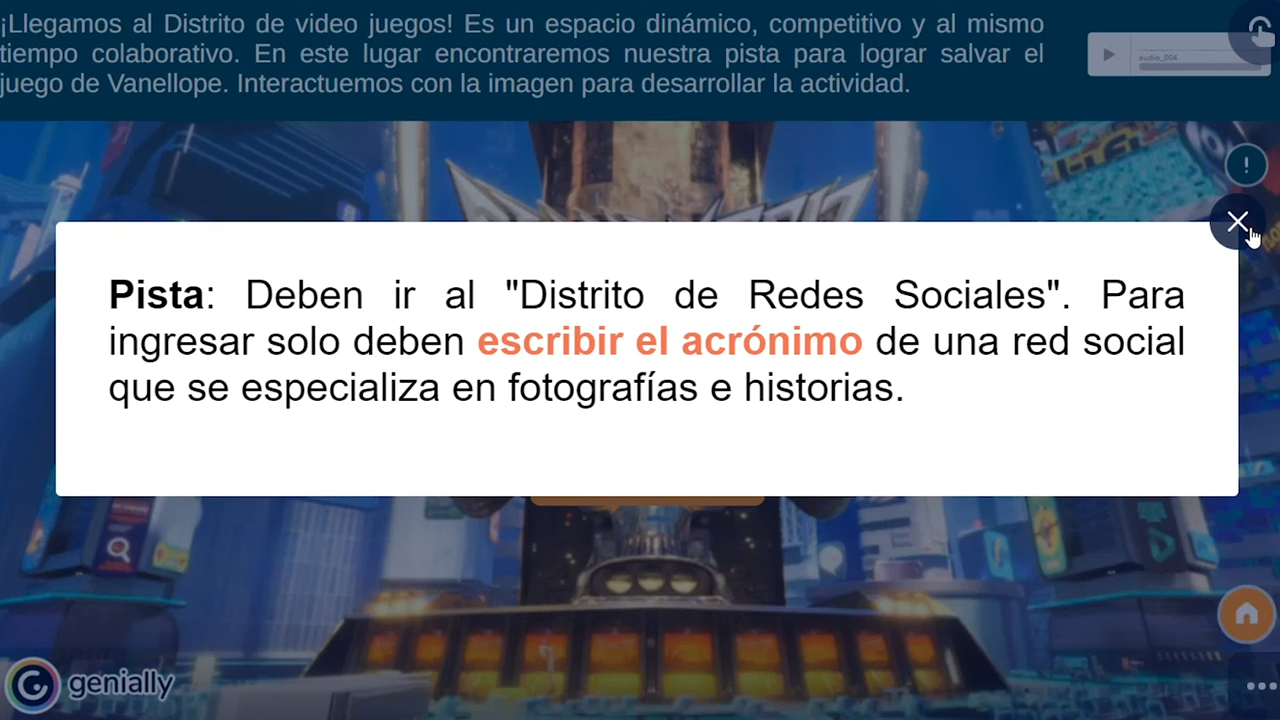 ¡Llegamos al Distrito de video juegos! Es un espacio dinámico, competitivo y al mismo
tiempo colaborativo. En este lugar encontraremos nuestra pista para lograr salvar el
juego de Vanellope. Interactuemos con la imagen para desarrollar la actividad.
audio_004
Pista: Deben ir al "Distrito de Redes Sociales". Para
ingresar solo deben escribir el acrónimo de una red social
que se especializa en fotografías e historias.
genially